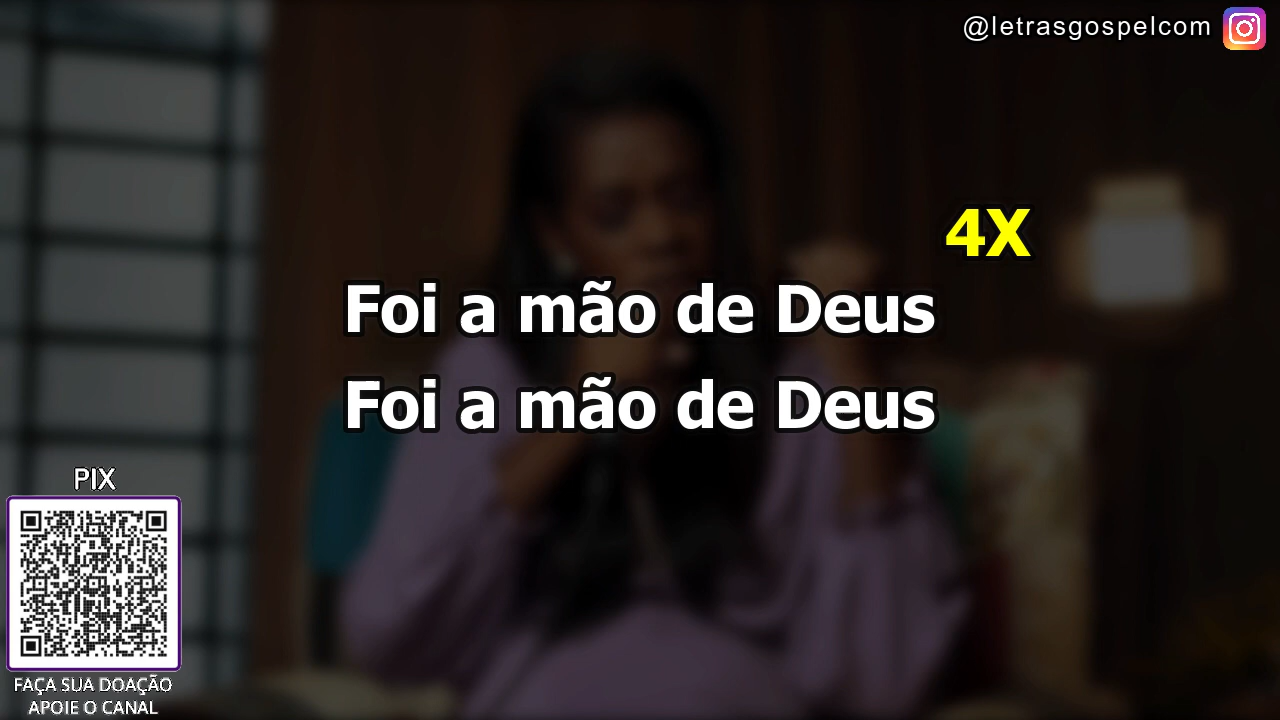 @letrasgospelcom
4X
Foi a mão de Deus
Foi a mão de Deus
PIX
FAÇA SUA DOAÇÃO
APOIE O CANAL